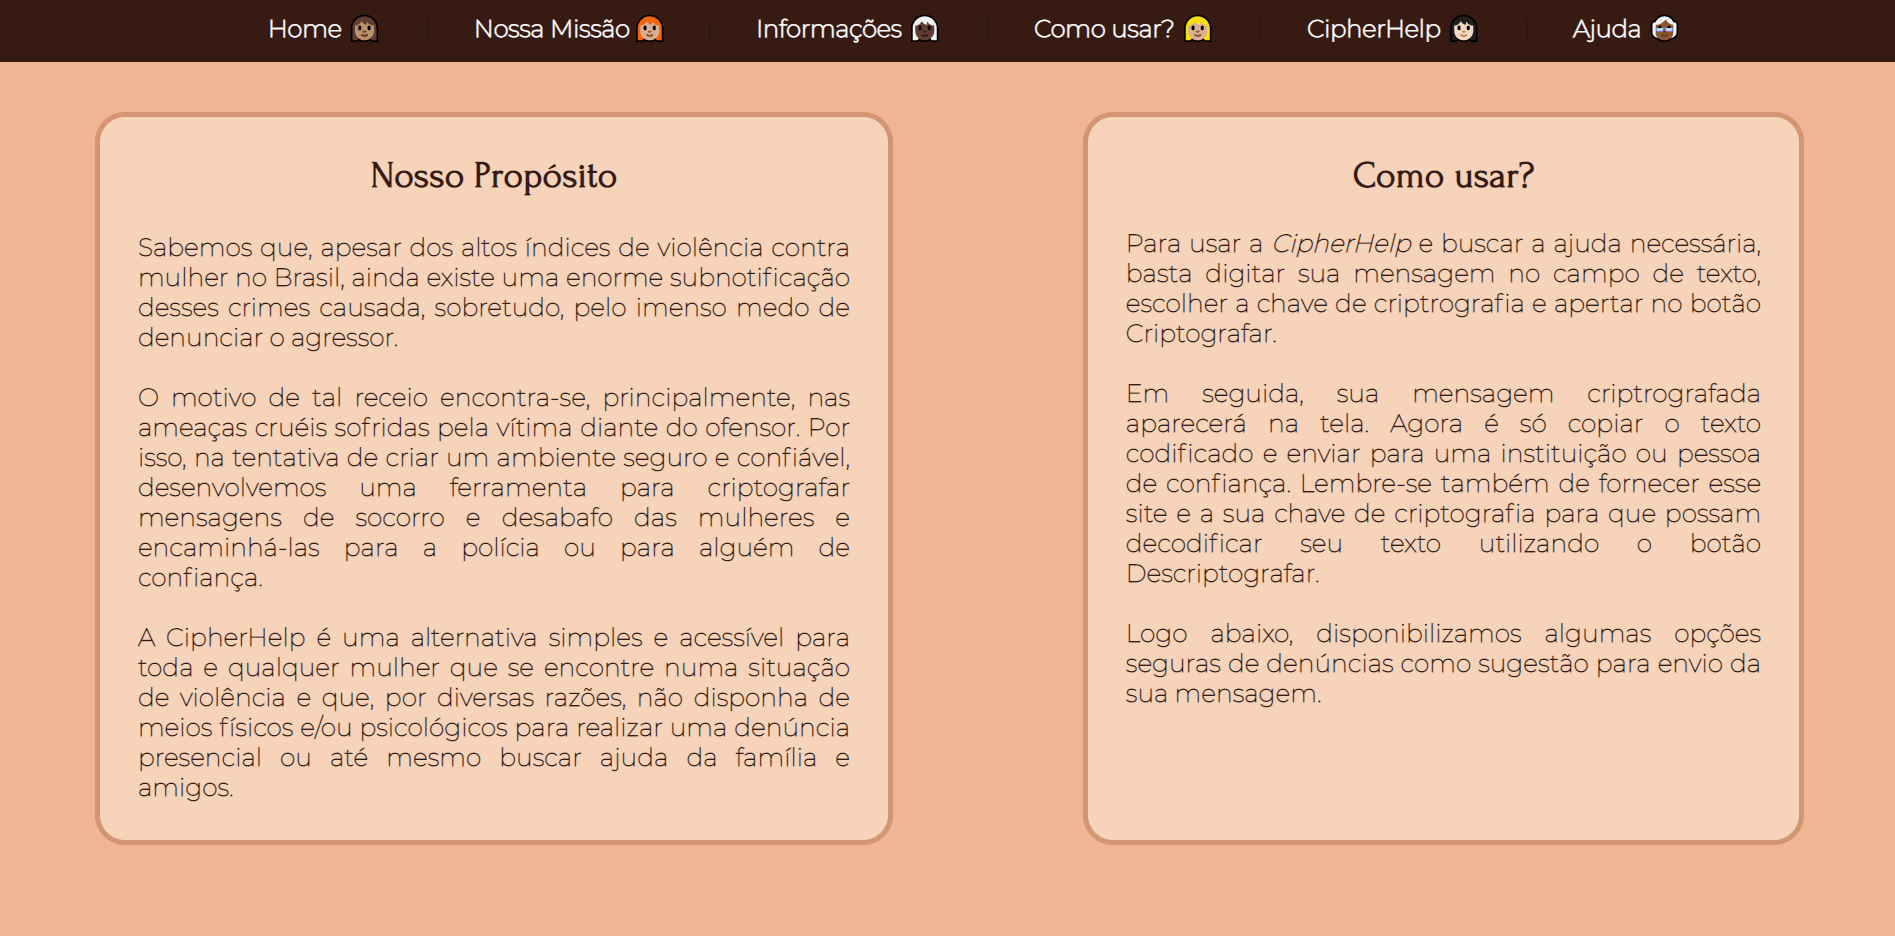 Home
Nossa Missão
Informações
Como usar?
CipherHelp
Ajuda
Nosso Propósito
Sabemos que, apesar dos altos índices de violência contra
mulher no Brasil, ainda existe uma enorme subnotificação
desses crimes causada, sobretudo, pelo imenso medo de
denunciar o agressor.
O motivo de tal receio encontra-se, principalmente, nas
ameaças cruéis sofridas pela vítima diante do ofensor. Por
isso, na tentativa de criar um ambiente seguro e confiável,
desenvolvemos uma ferramenta para criptografar
mensagens de socorro e desabafo das mulheres e
encaminhá-las para a polícia ou para alguém de
confiança.
A CipherHelp é uma alternativa simples e acessível para
toda e qualquer mulher que se encontre numa situação
de violência e que, por diversas razões, não disponha de
meios físicos e/ou psicológicos para realizar uma denúncia
presencial ou até mesmo buscar ajuda da família e
amigos.
Como usar?
Para usar a CipherHelp e buscar a ajuda necessária,
basta digitar sua mensagem no campo de texto,
escolher a chave de criptrografia e apertar no botão
Criptografar.
Em seguida, sua mensagem criptrografada
aparecerá na tela. Agora é só copiar o texto
codificado e enviar para uma instituição ou pessoa
de confiança. Lembre-se também de fornecer esse
site e a sua chave de criptografia para que possam
decodificar seu texto utilizando o botão
Descriptografar.
Logo abaixo, disponibilizamos algumas opções
seguras de denúncias como sugestão para envio da
sua mensagem.